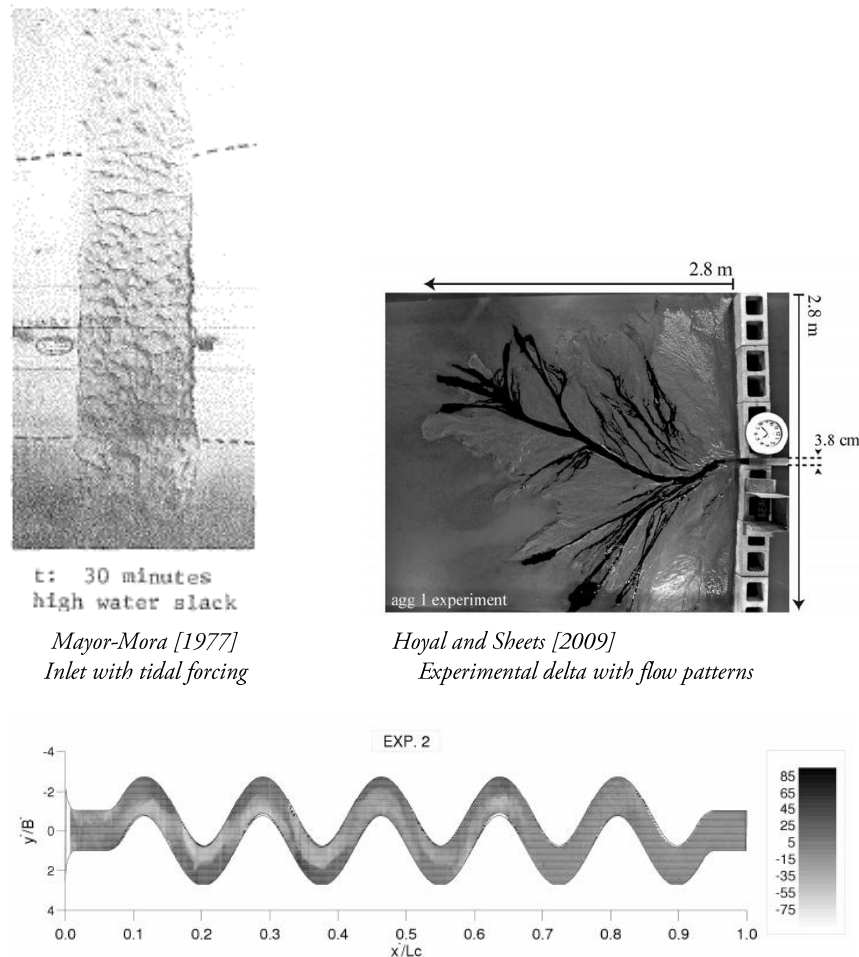 t: 30 minutes
high water slack
Mayor-Mora [1977]
Inlet with tidal forcing
2.8 m
2.8 m
3.8 cm
agg 1 experiment
Hoyal and Sheets [2009]
Experimental delta with flow patterns
EXP. 2
-4
-2
0
2
4
y*/B*
0.0 0.1 0.2 0.3 0.4 0.5 0.6 0.7 0.8 0.9 1.0
x*/Lc
85
65
45
25
5
-15
-35
-55
-75